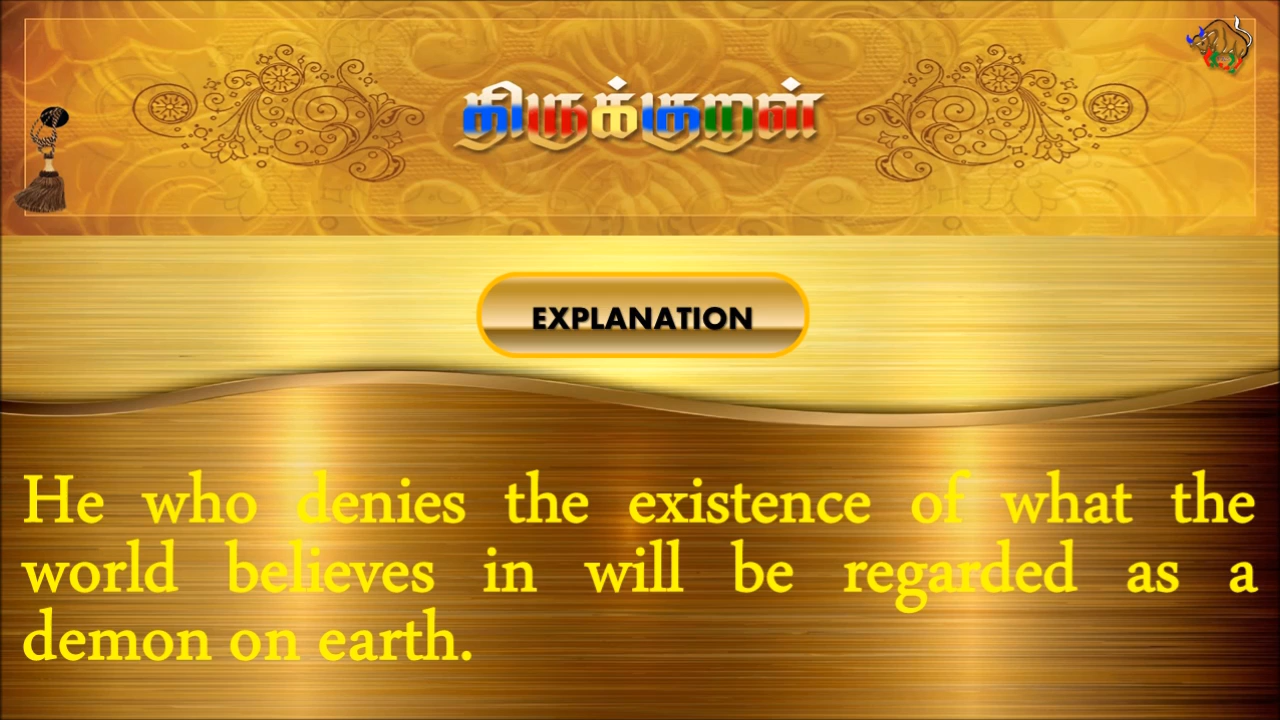 திருக்குறள்
EXPLANATION
He who denies the existence of what the
world believes in will be regarded as a
demon on earth.